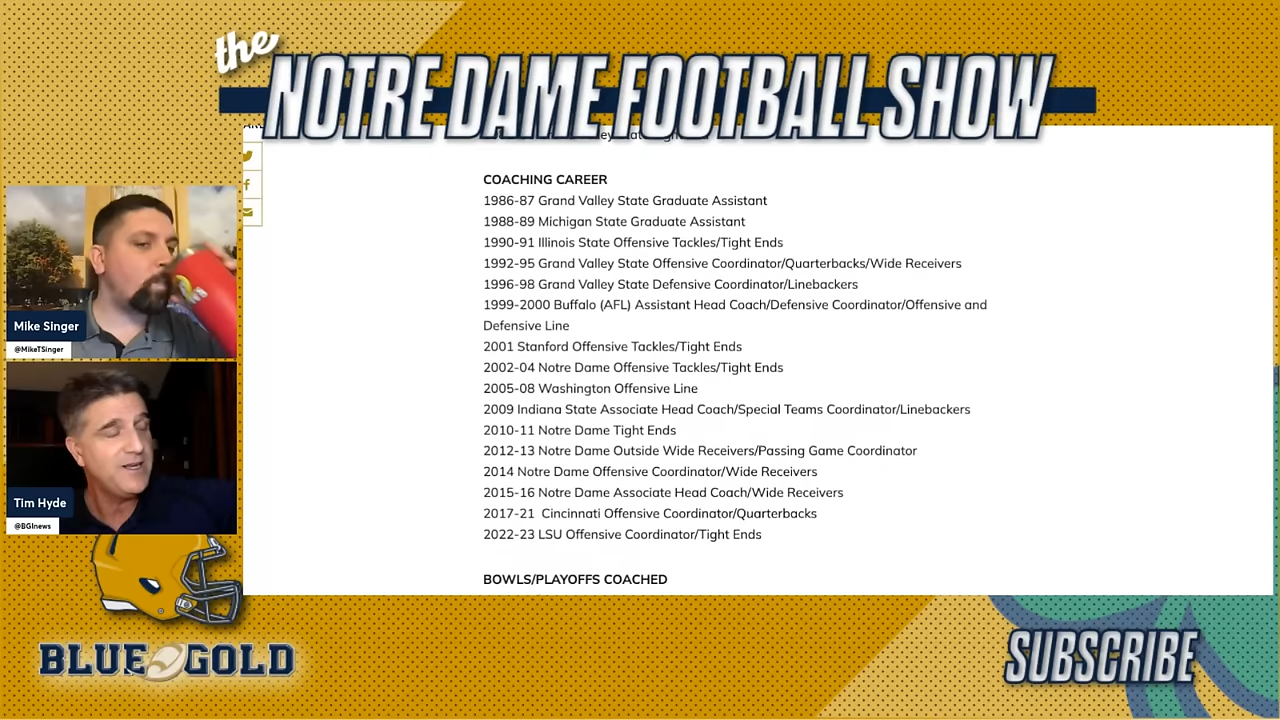 the
NOTRE DAME FOOTBALL SHOW
COACHING CAREER
1986-87 Grand Valley State Graduate Assistant
1988-89 Michigan State Graduate Assistant
1990-91 Illinois State Offensive Tackles/Tight Ends
1992-95 Grand Valley State Offensive Coordinator/Quarterbacks/Wide Receivers
1996-98 Grand Valley State Defensive Coordinator/Linebackers
1999-2000 Buffalo (AFL) Assistant Head Coach/Defensive Coordinator/Offensive and
Defensive Line
2001 Stanford Offensive Tackles/Tight Ends
2002-04 Notre Dame Offensive Tackles/Tight Ends
2005-08 Washington Offensive Line
2009 Indiana State Associate Head Coach/Special Teams Coordinator/Linebackers
2010-11 Notre Dame Tight Ends
2012-13 Notre Dame Outside Wide Receivers/Passing Game Coordinator
2014 Notre Dame Offensive Coordinator/Wide Receivers
2015-16 Notre Dame Associate Head Coach/Wide Receivers
2017-21 Cincinnati Offensive Coordinator/Quarterbacks
2022-23 LSU Offensive Coordinator/Tight Ends
BOWLS/PLAYOFFS COACHED
Mike Singer
@MikeTSinger
Tim Hyde
@BGInews
BLUE GOLD
SUBSCRIBE